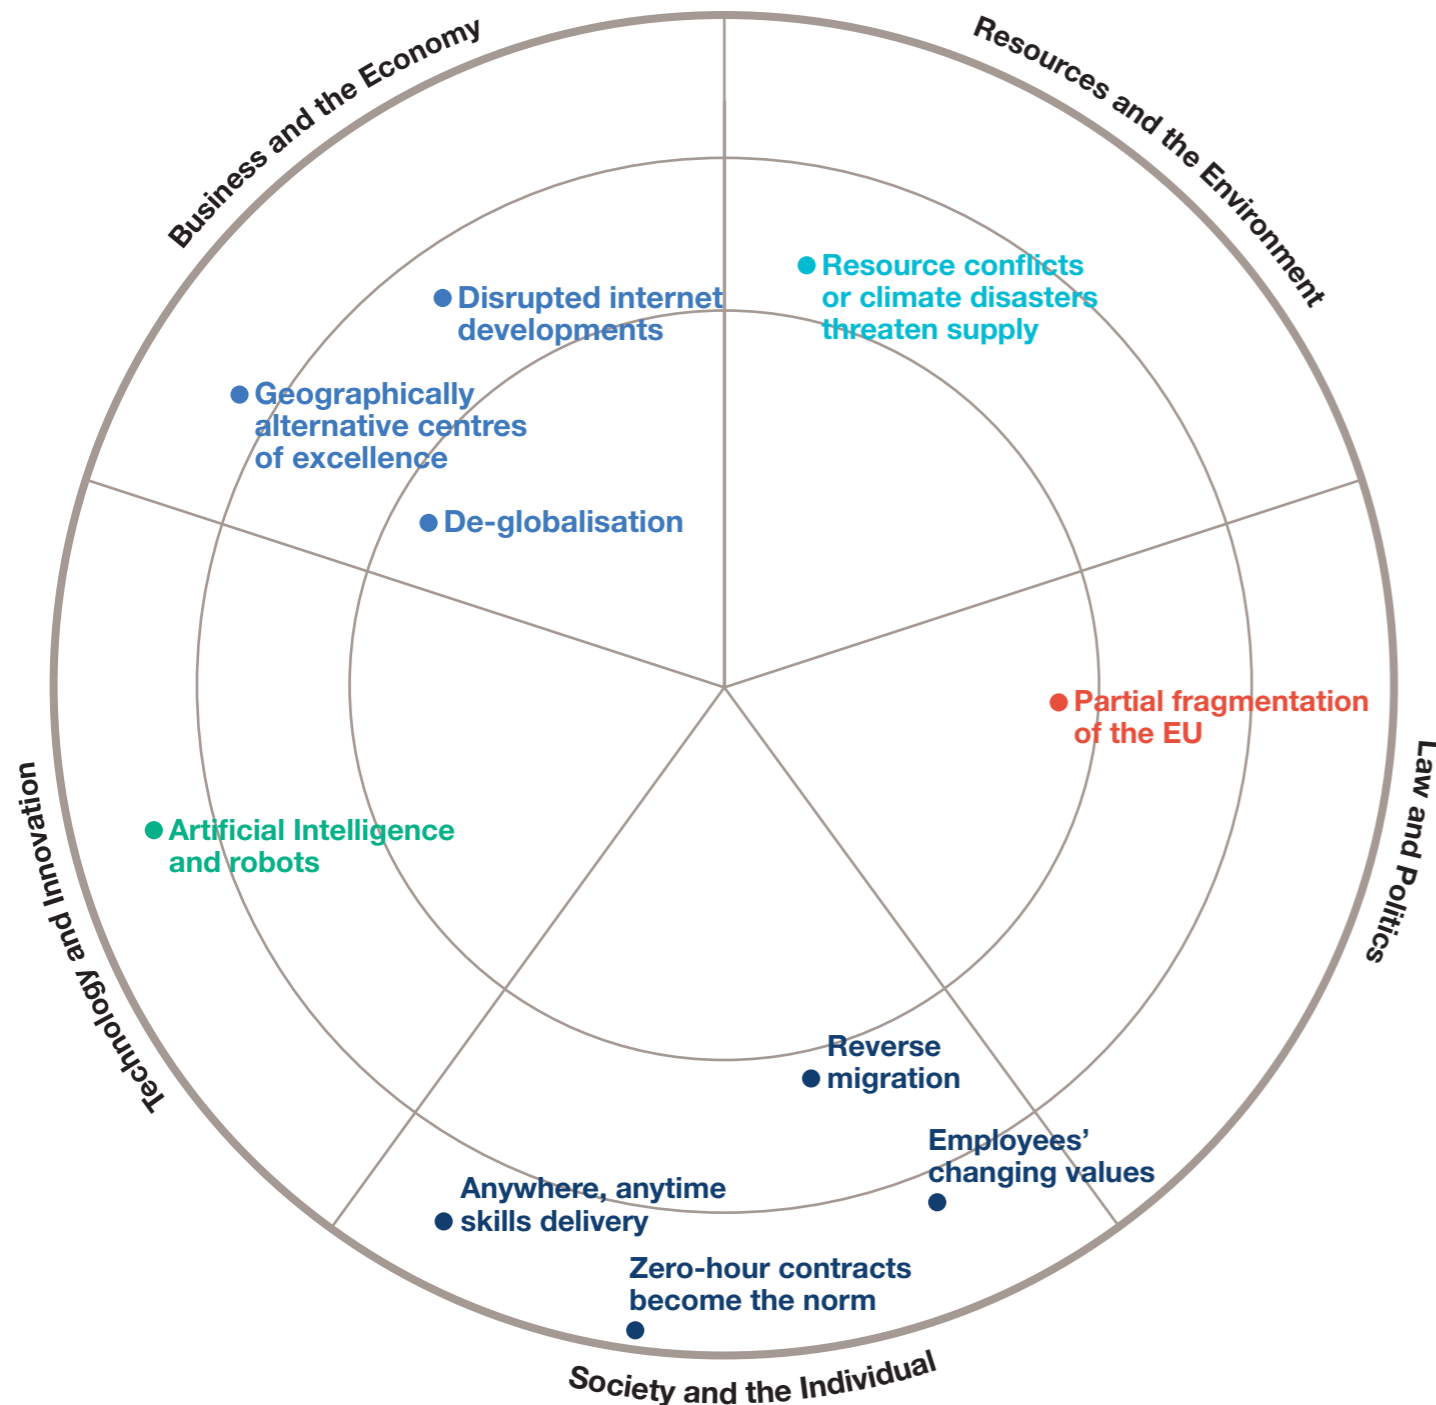 Business and the Economy
Resources and the Environment
Resource conflicts
or climate disasters
threaten supply
Disrupted internet
developments
Geographically
alternative centres
of excellence
De-globalisation
Partial fragmentation
of the EU
Law and Politics
Technology and Innovation
Artificial Intelligence
and robots
Reverse
migration
Employees’
changing values
Anywhere, anytime
skills delivery
Zero-hour contracts
become the norm
Society and the Individual